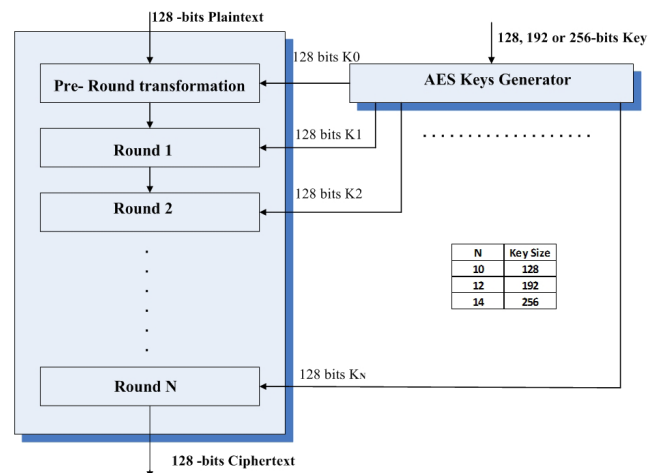 128 -bits Plaintext
128, 192 or 256-bits Key
128 bits K0
Pre- Round transformation
AES Keys Generator
128 bits K1
Round 1
128 bits K2
Round 2
N Key Size
10 128
12 192
14 256
128 bits KN
Round N
128 -bits Ciphertext